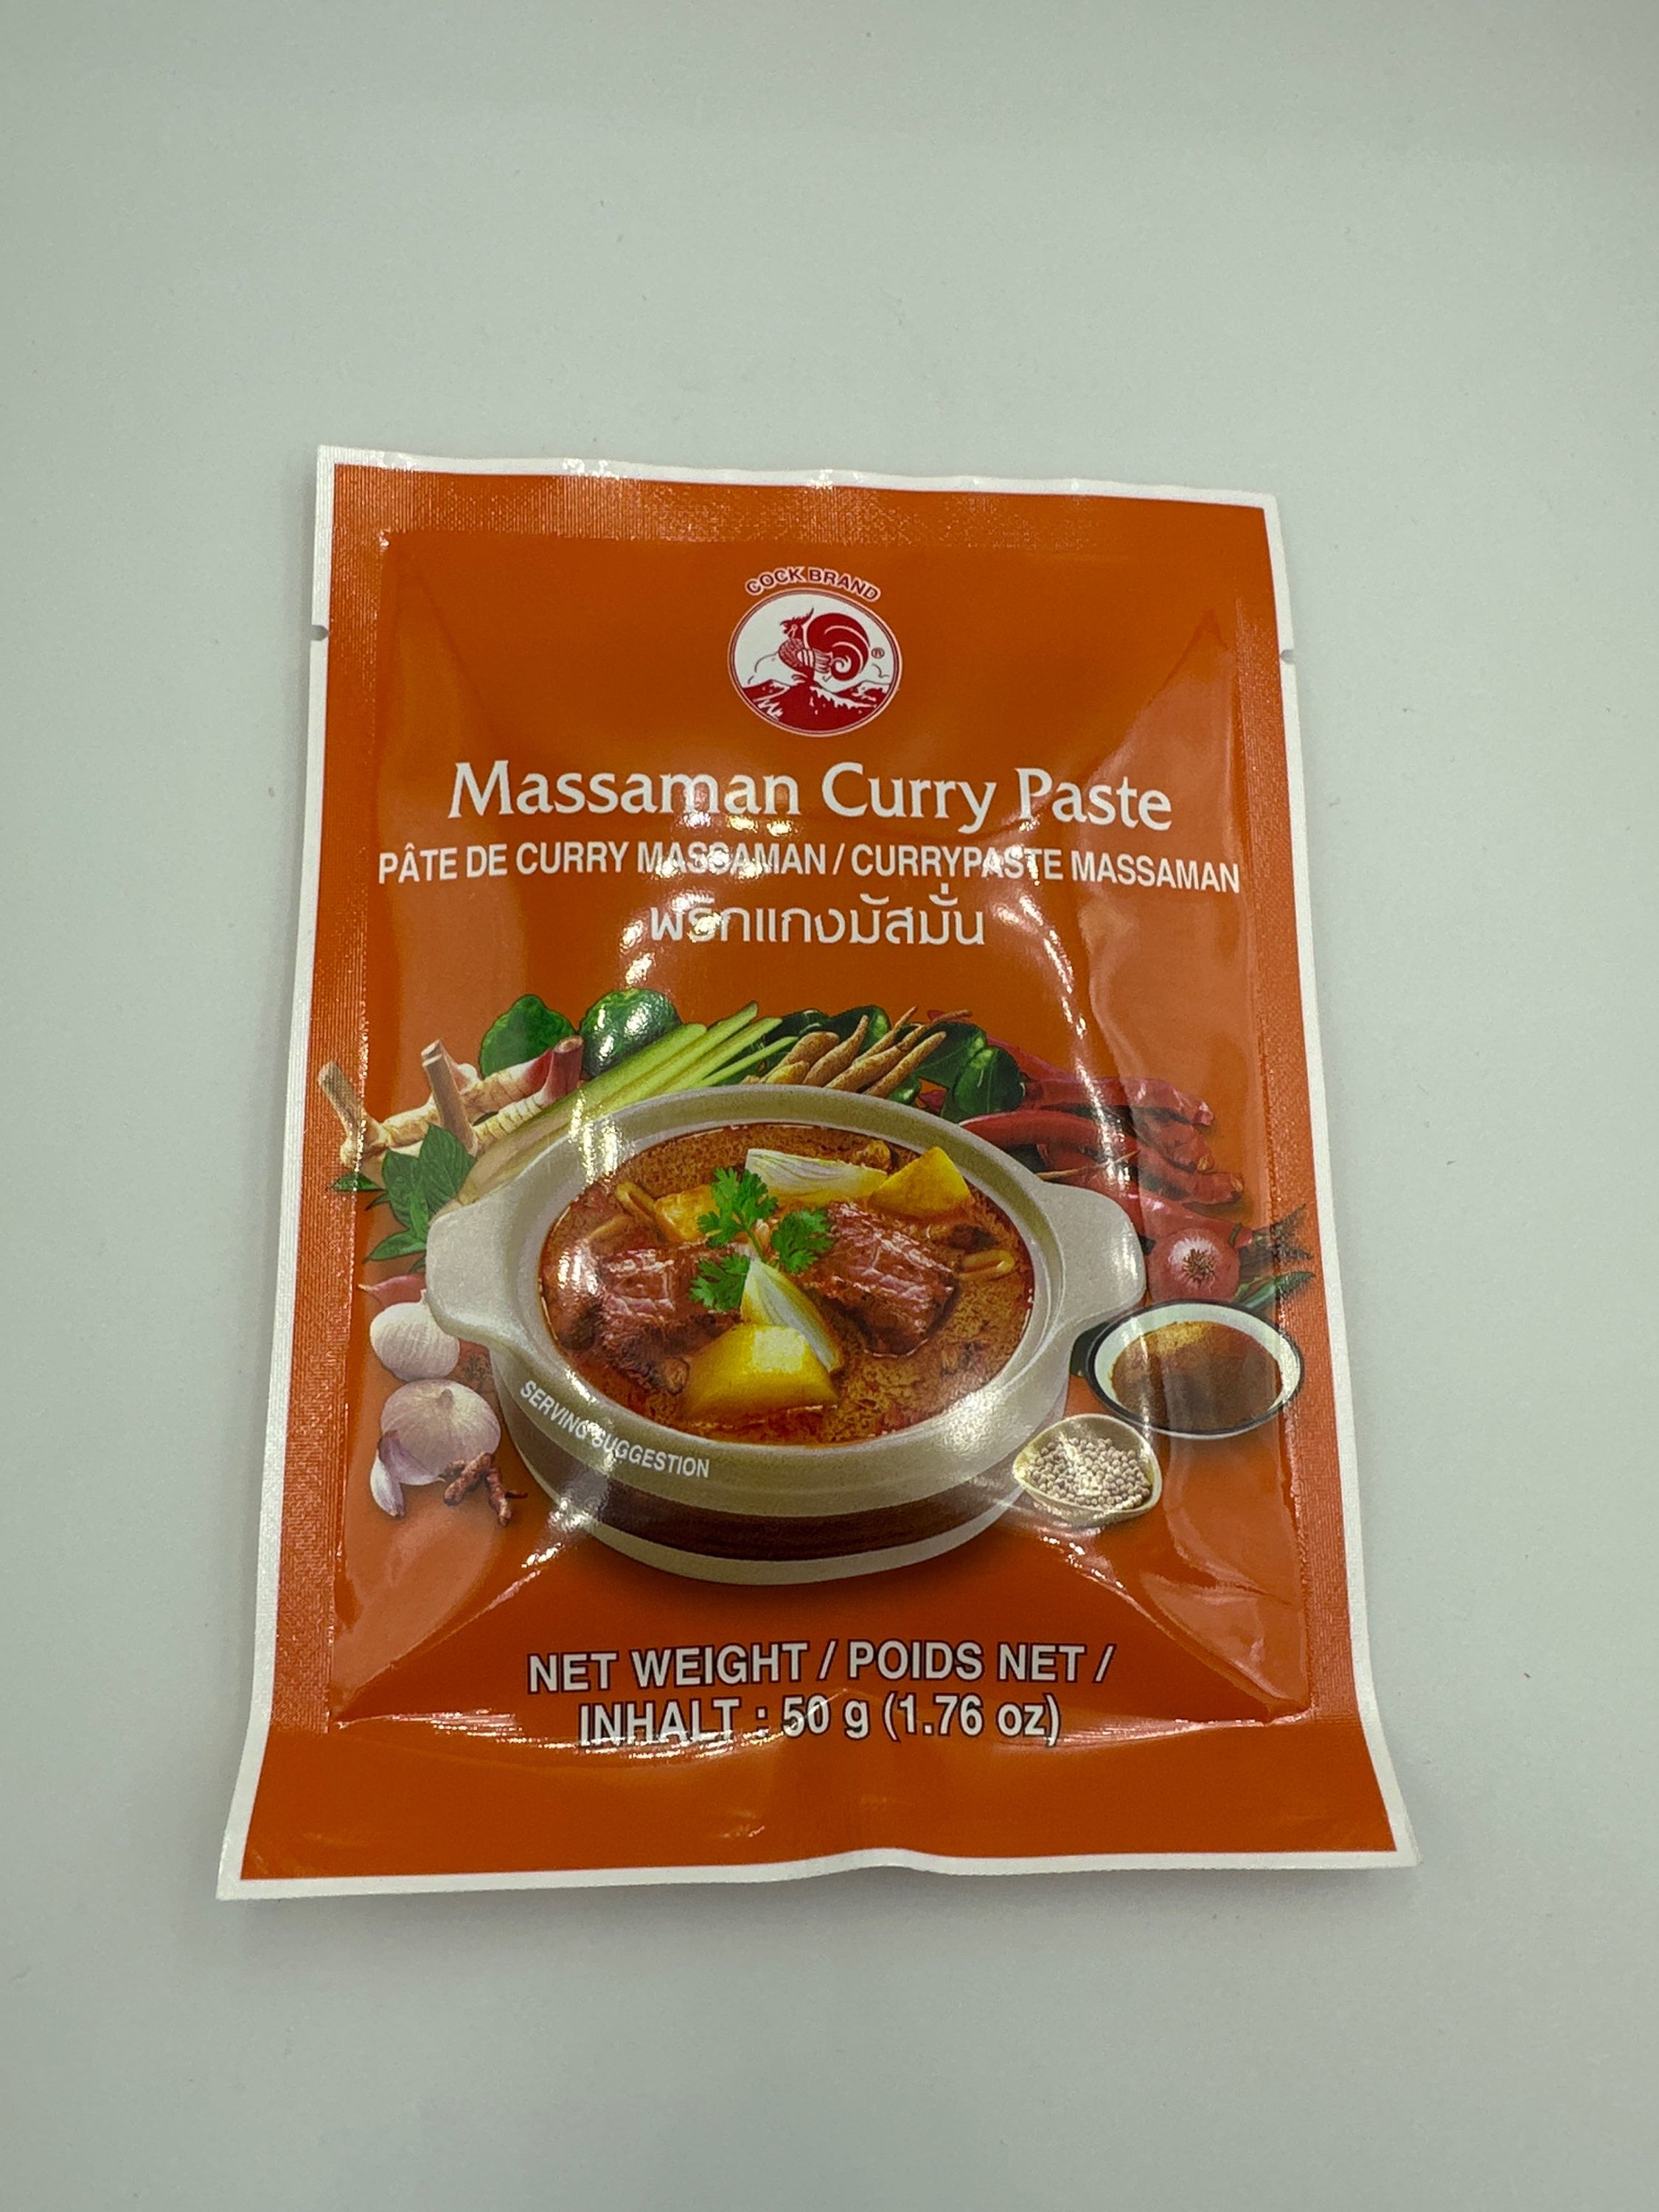 COCK BRAND
®
Massaman Curry Paste
PÂTE DE CURRY MASSAMAN / CURRYPASTE MASSAMAN
พริกแกงมัสมั่น
SERVING SUGGESTION
NET WEIGHT / POIDS NET /
INHALT : 50 g (1.76 oz)